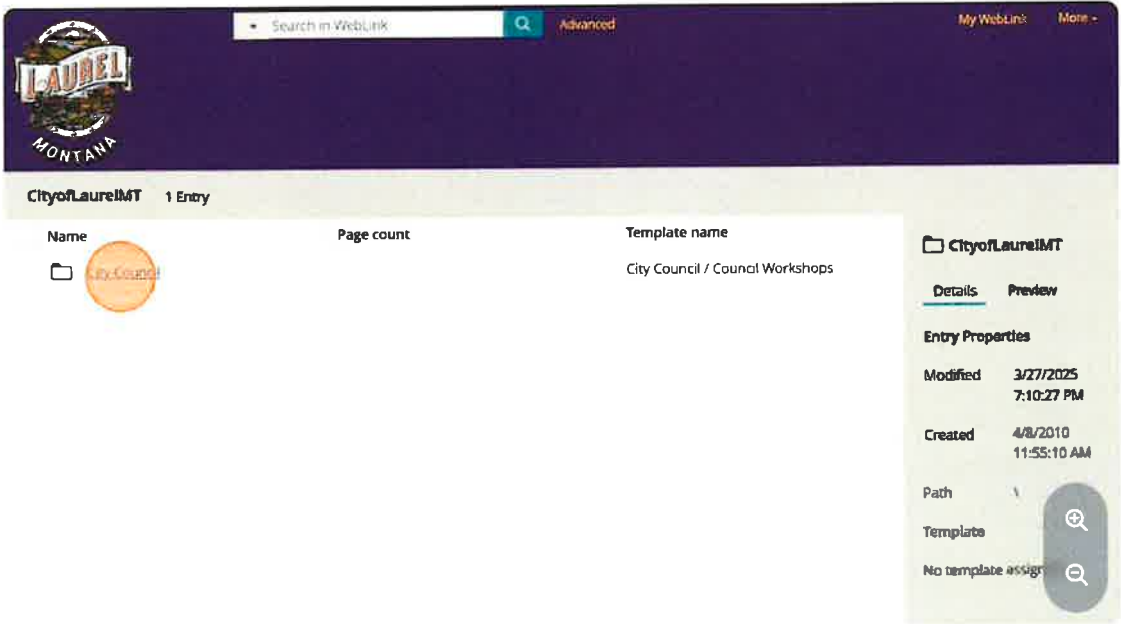 Search in WebLink
Advanced
My WebLink
More
LAUREL
MONTANA
CityofLaurelMT 1 Entry
Name Page count Template name
City Council City Council / Council Workshops
CityofLaurelMT
Details Preview
Entry Properties
Modified 3/27/2025
7:10:27 PM
Created 4/8/2010
11:55:10 AM
Path \
Template
No template